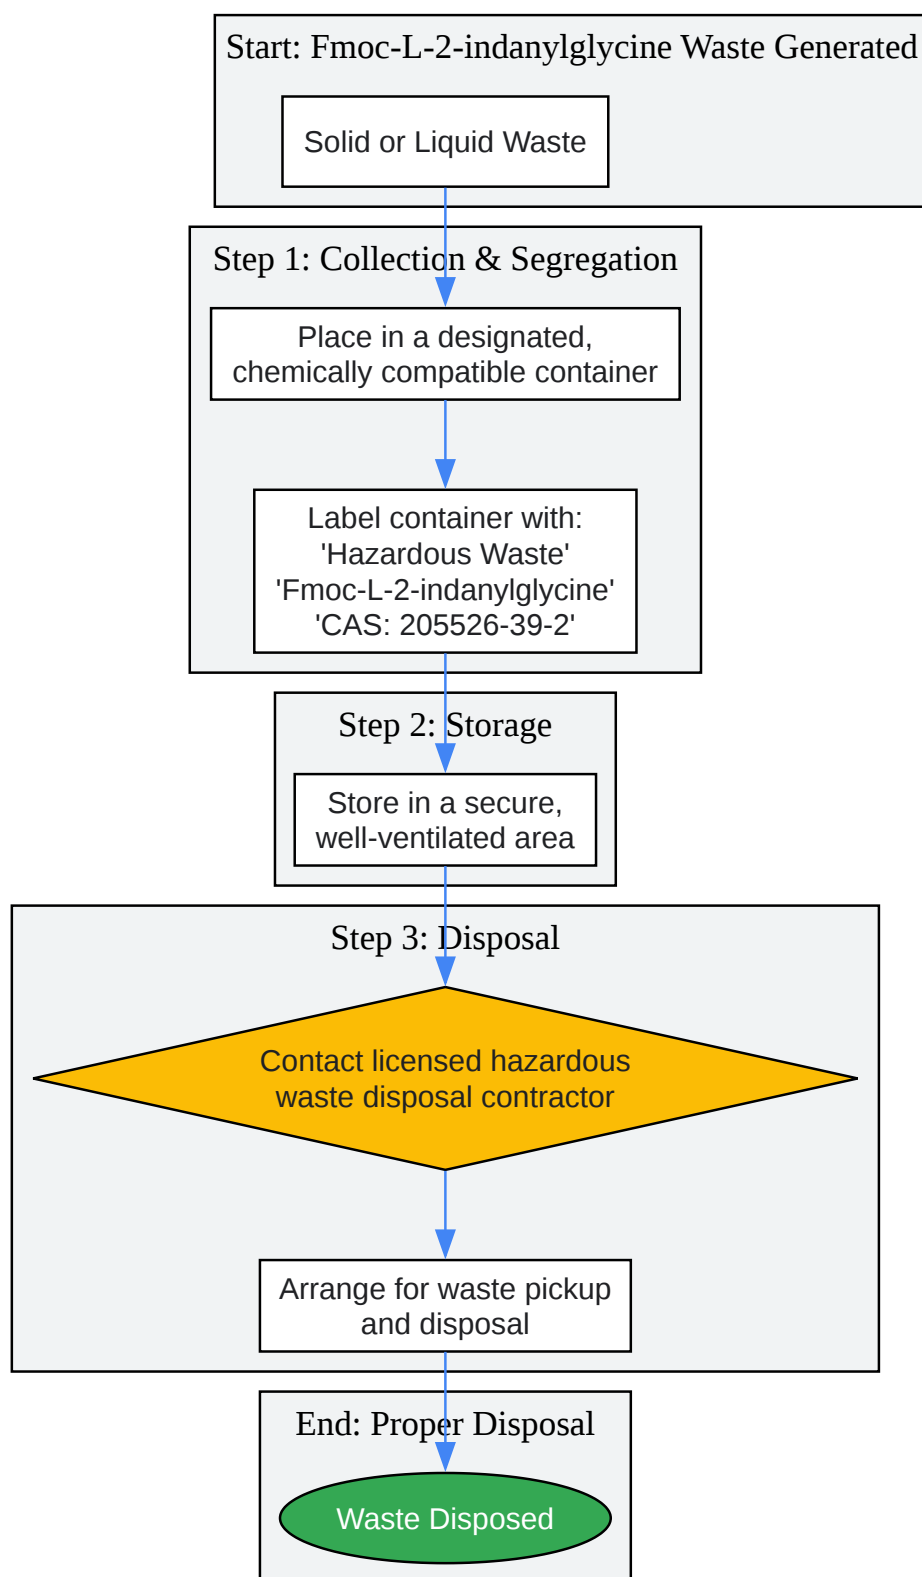 Start: Fmoc-L-2-indanylglycine Waste Generated
Solid or Liquid Waste
Step 1: Collection & Segregation
Place in a designated,
chemically compatible container
Label container with:
'Hazardous Waste'
'Fmoc-L-2-indanylglycine'
'CAS: 205526-39-2'
Step 2: Storage
Store in a secure,
well-ventilated area
Step 3: Disposal
Contact licensed hazardous
waste disposal contractor
Arrange for waste pickup
and disposal
End: Proper Disposal
Waste Disposed